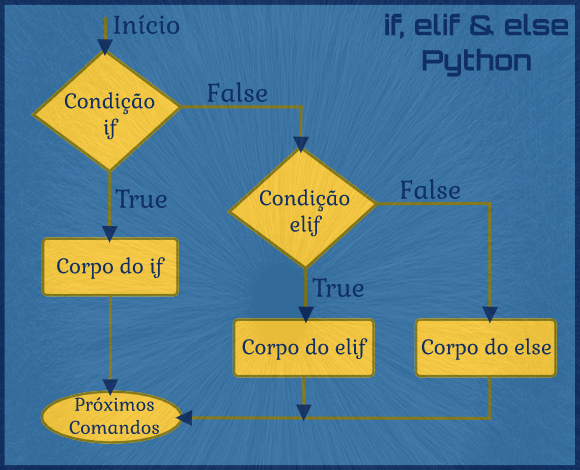 if, elif & else
Python
Início
Condição
if
False
True
Condição
elif
False
Corpo do if
True
Corpo do elif
Corpo do else
Próximos
Comandos